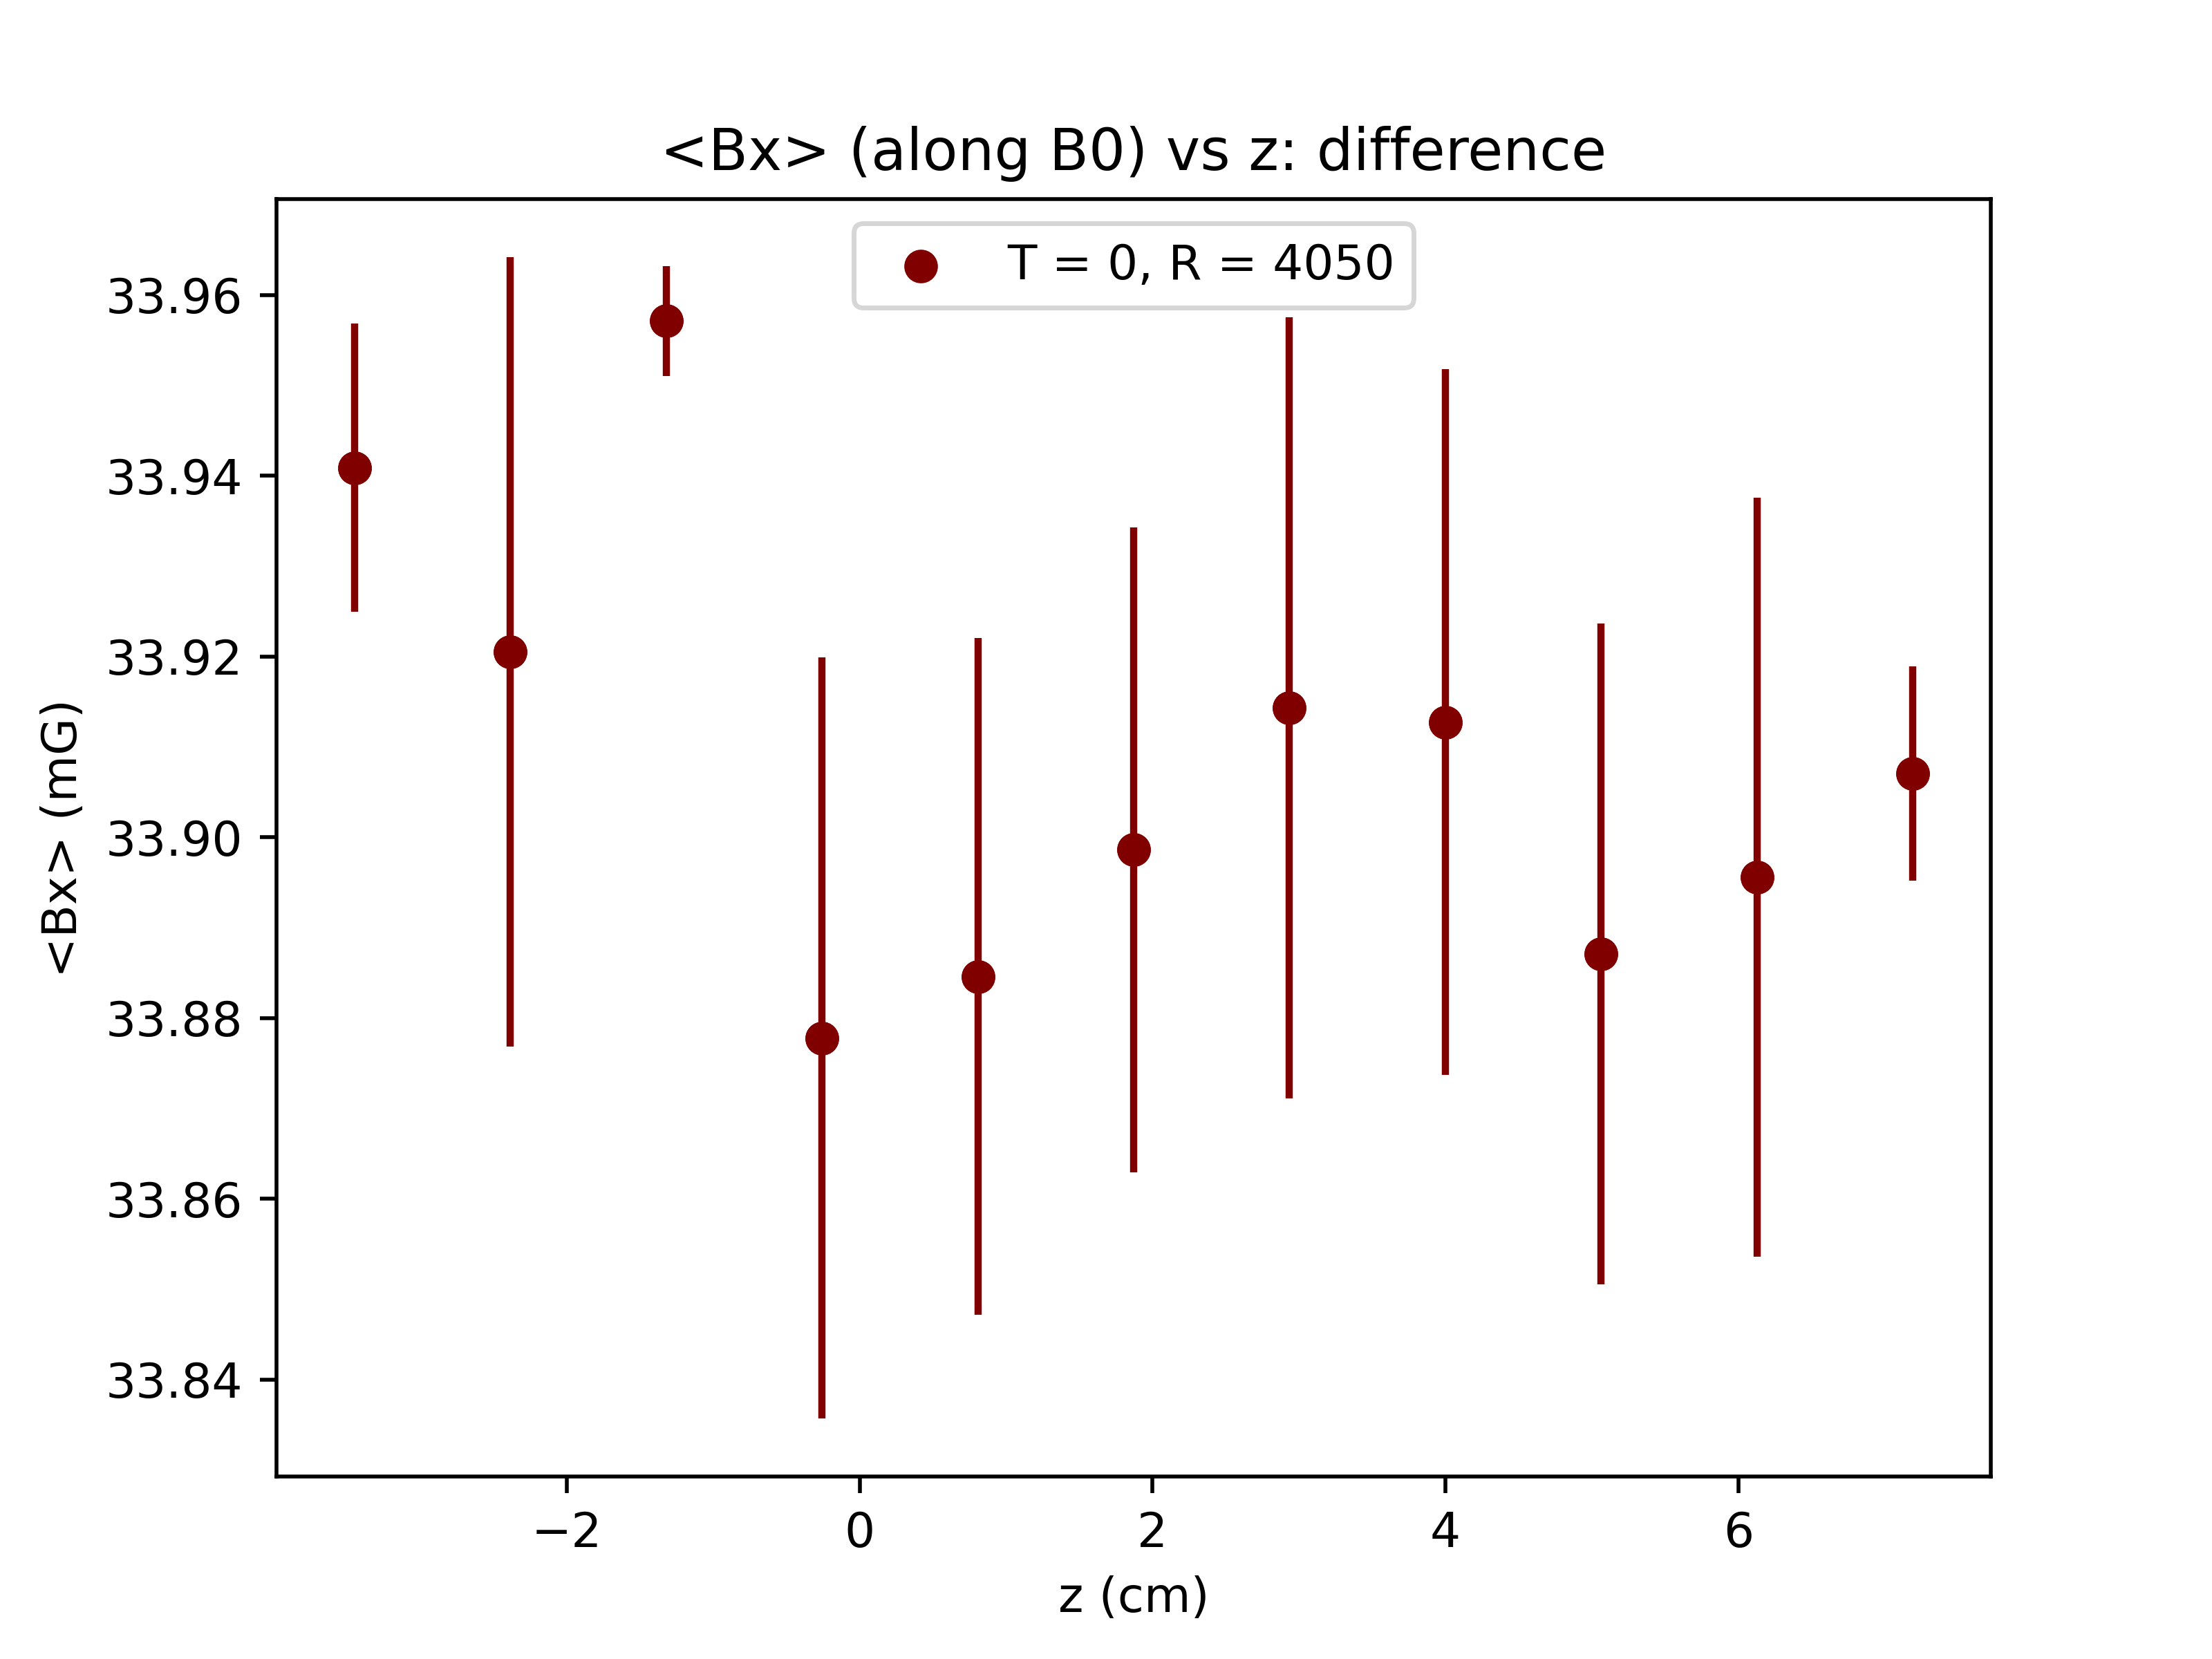 <Bx> (along B0) vs z: difference
T = 0, R = 4050
<Bx> (mG)
33.96
33.94
33.92
33.90
33.88
33.86
33.84
−2 0 2 4 6
z (cm)